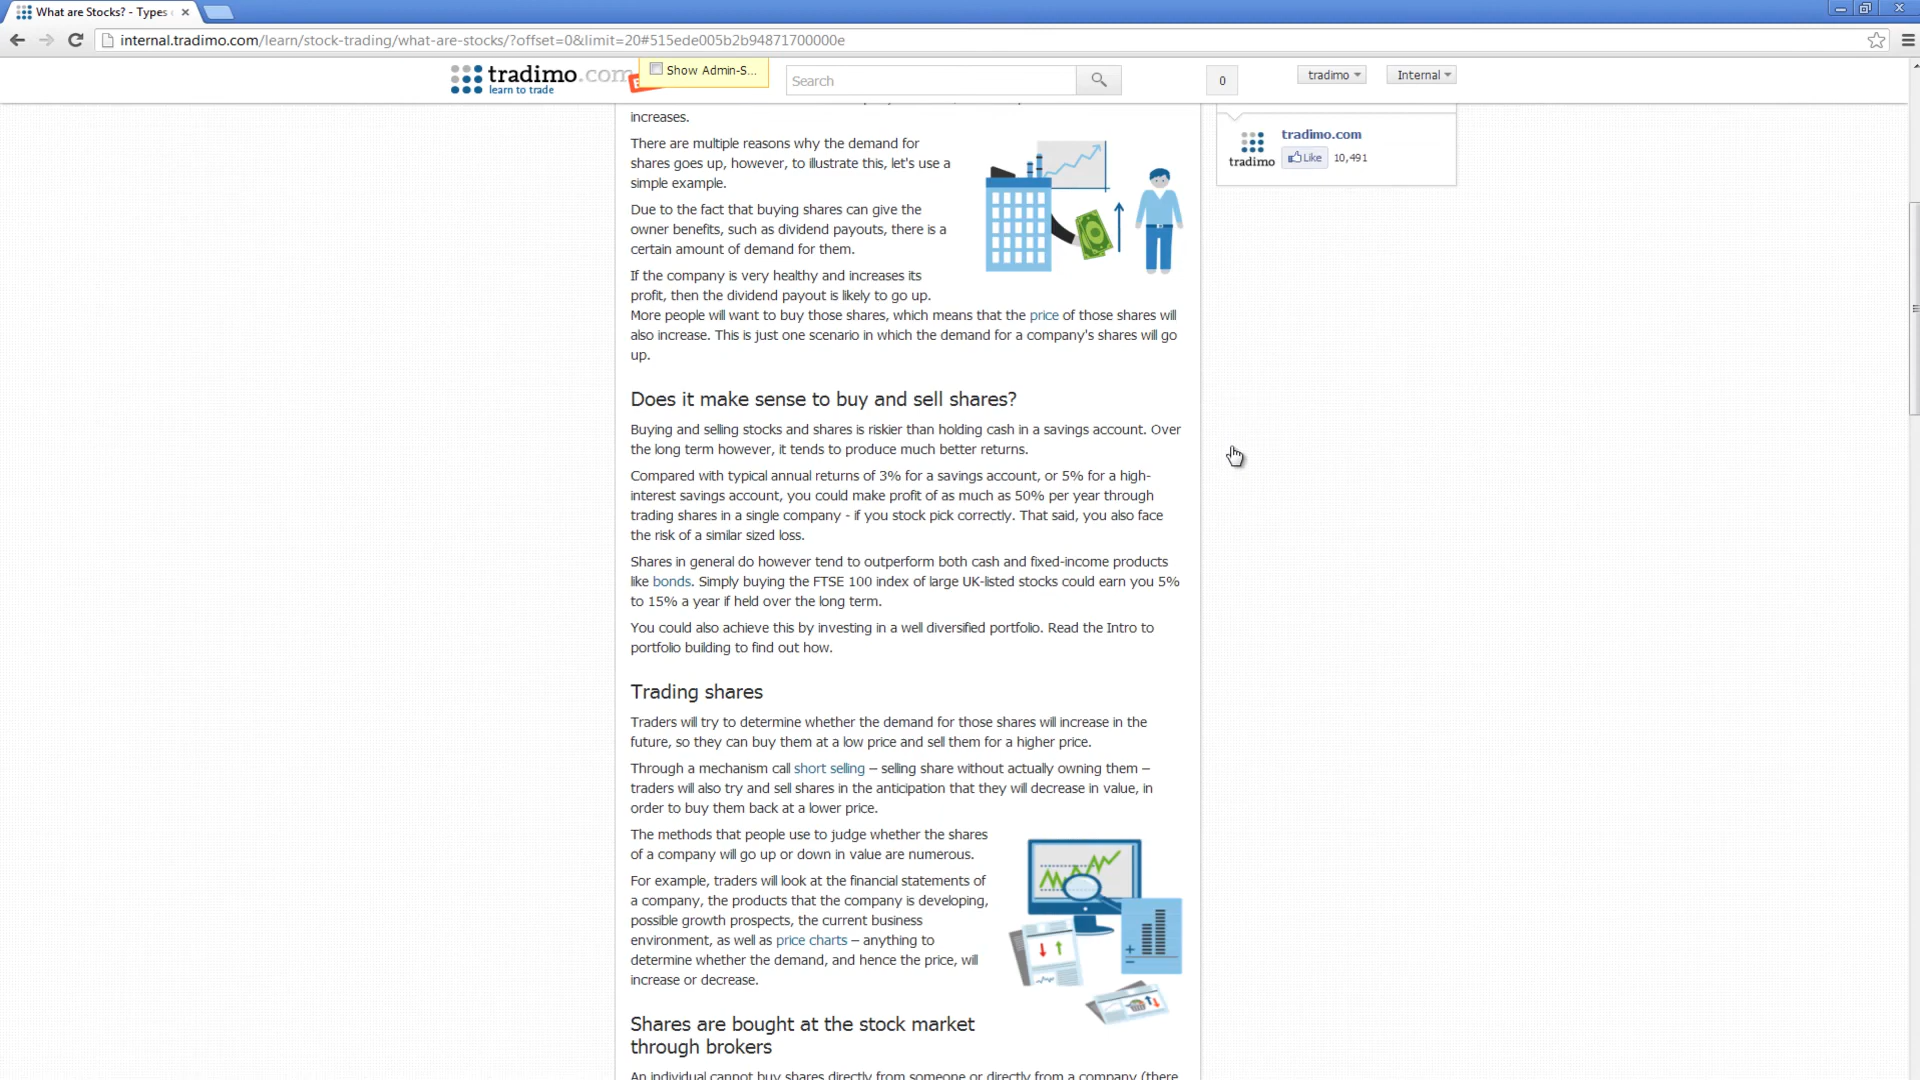 What are Stocks? - Types
internal.tradimo.com/learn/stock-trading/what-are-stocks/?offset=0&limit=20#515ede005b2b94871700000e
tradimo.com
learn to trade
Show Admin-S...
Search
0
tradimo
Internal
increases.
There are multiple reasons why the demand for
shares goes up, however, to illustrate this, let's use a
simple example.
Due to the fact that buying shares can give the
owner benefits, such as dividend payouts, there is a
certain amount of demand for them.
If the company is very healthy and increases its
profit, then the dividend payout is likely to go up.
More people will want to buy those shares, which means that the price of those shares will
also increase. This is just one scenario in which the demand for a company's shares will go
up.
tradimo.com
tradimo
Like
10,491
Does it make sense to buy and sell shares?
Buying and selling stocks and shares is riskier than holding cash in a savings account. Over
the long term however, it tends to produce much better returns.
Compared with typical annual returns of 3% for a savings account, or 5% for a high-
interest savings account, you could make profit of as much as 50% per year through
trading shares in a single company - if you stock pick correctly. That said, you also face
the risk of a similar sized loss.
Shares in general do however tend to outperform both cash and fixed-income products
like bonds. Simply buying the FTSE 100 index of large UK-listed stocks could earn you 5%
to 15% a year if held over the long term.
You could also achieve this by investing in a well diversified portfolio. Read the Intro to
portfolio building to find out how.
Trading shares
Traders will try to determine whether the demand for those shares will increase in the
future, so they can buy them at a low price and sell them for a higher price.
Through a mechanism call short selling – selling share without actually owning them –
traders will also try and sell shares in the anticipation that they will decrease in value, in
order to buy them back at a lower price.
The methods that people use to judge whether the shares
of a company will go up or down in value are numerous.
For example, traders will look at the financial statements of
a company, the products that the company is developing,
possible growth prospects, the current business
environment, as well as price charts – anything to
determine whether the demand, and hence the price, will
increase or decrease.
Shares are bought at the stock market
through brokers
An individual cannot buy shares directly from someone or directly from a company (there